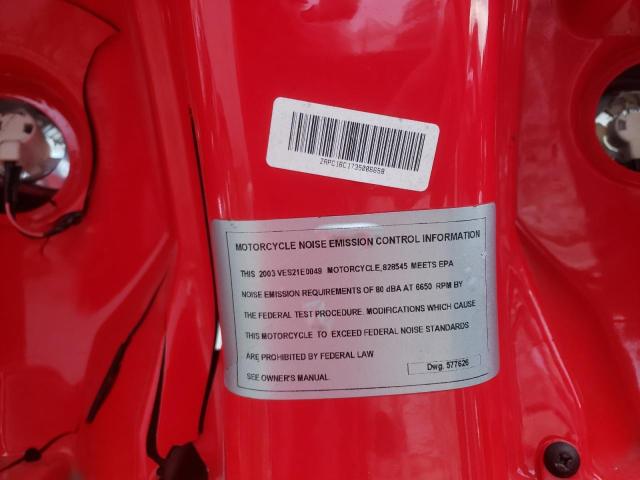 ZAPC16C1735006668
MOTORCYCLE NOISE EMISSION CONTROL INFORMATION
THIS 2003 VES21E0049 MOTORCYCLE, 828545 MEETS EPA
NOISE EMISSION REQUIREMENTS OF 80 dBA AT 6650 RPM BY
THE FEDERAL TEST PROCEDURE. MODIFICATIONS WHICH CAUSE
THIS MOTORCYCLE TO EXCEED FEDERAL NOISE STANDARDS
ARE PROHIBITED BY FEDERAL LAW
SEE OWNER'S MANUAL. Dwg. 577626